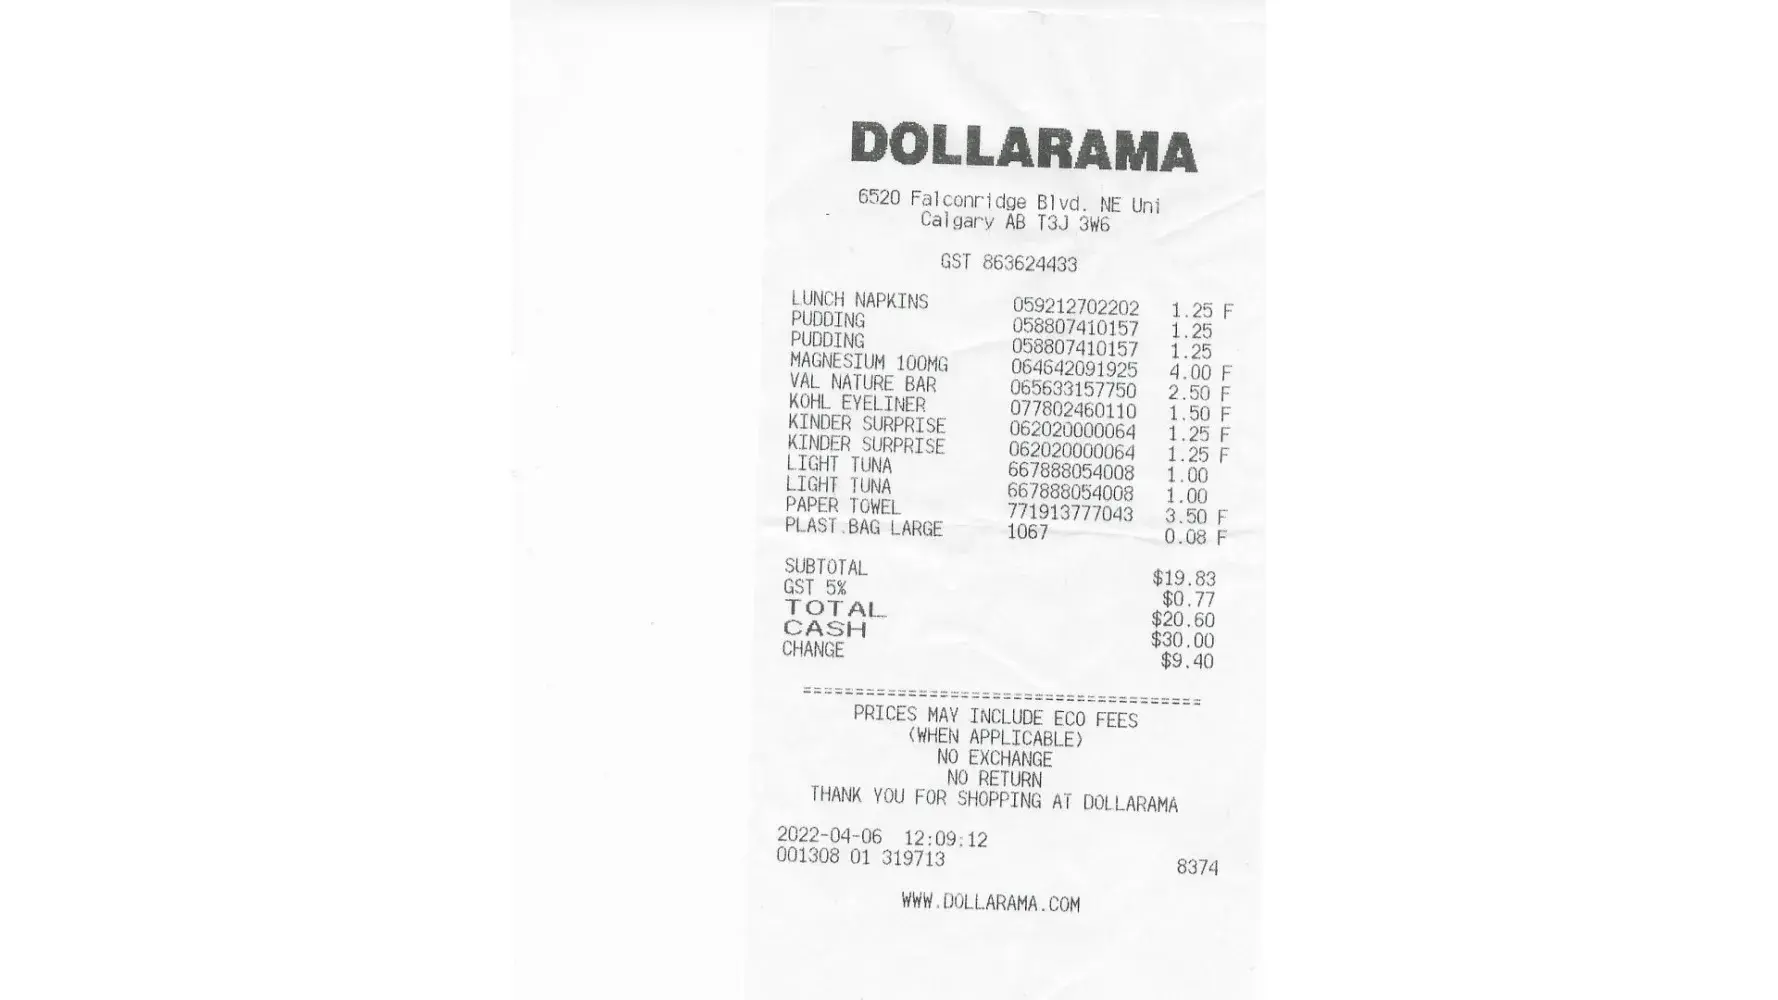 DOLLARAMA
6520 Falconridge Blvd. NE Uni
Calgary AB T3J 3W6
GST 863624433
LUNCH NAPKINS 059212702202 1.25 F
PUDDING 058807410157 1.25
PUDDING 058807410157 1.25
MAGNESIUM 100MG 064642091925 4.00 F
VAL NATURE BAR 065633157750 2.50 F
KOHL EYELINER 077802460110 1.50 F
KINDER SURPRISE 062020000064 1.25 F
KINDER SURPRISE 062020000064 1.25 F
LIGHT TUNA 667888054008 1.00
LIGHT TUNA 667888054008 1.00
PAPER TOWEL 771913777043 3.50 F
PLAST.BAG LARGE 1067 0.08 F
SUBTOTAL $19.83
GST 5% $0.77
TOTAL $20.60
CASH $30.00
CHANGE $9.40
======================================
PRICES MAY INCLUDE ECO FEES
(WHEN APPLICABLE)
NO EXCHANGE
NO RETURN
THANK YOU FOR SHOPPING AT DOLLARAMA
2022-04-06 12:09:12
001308 01 319713 8374
WWW.DOLLARAMA.COM